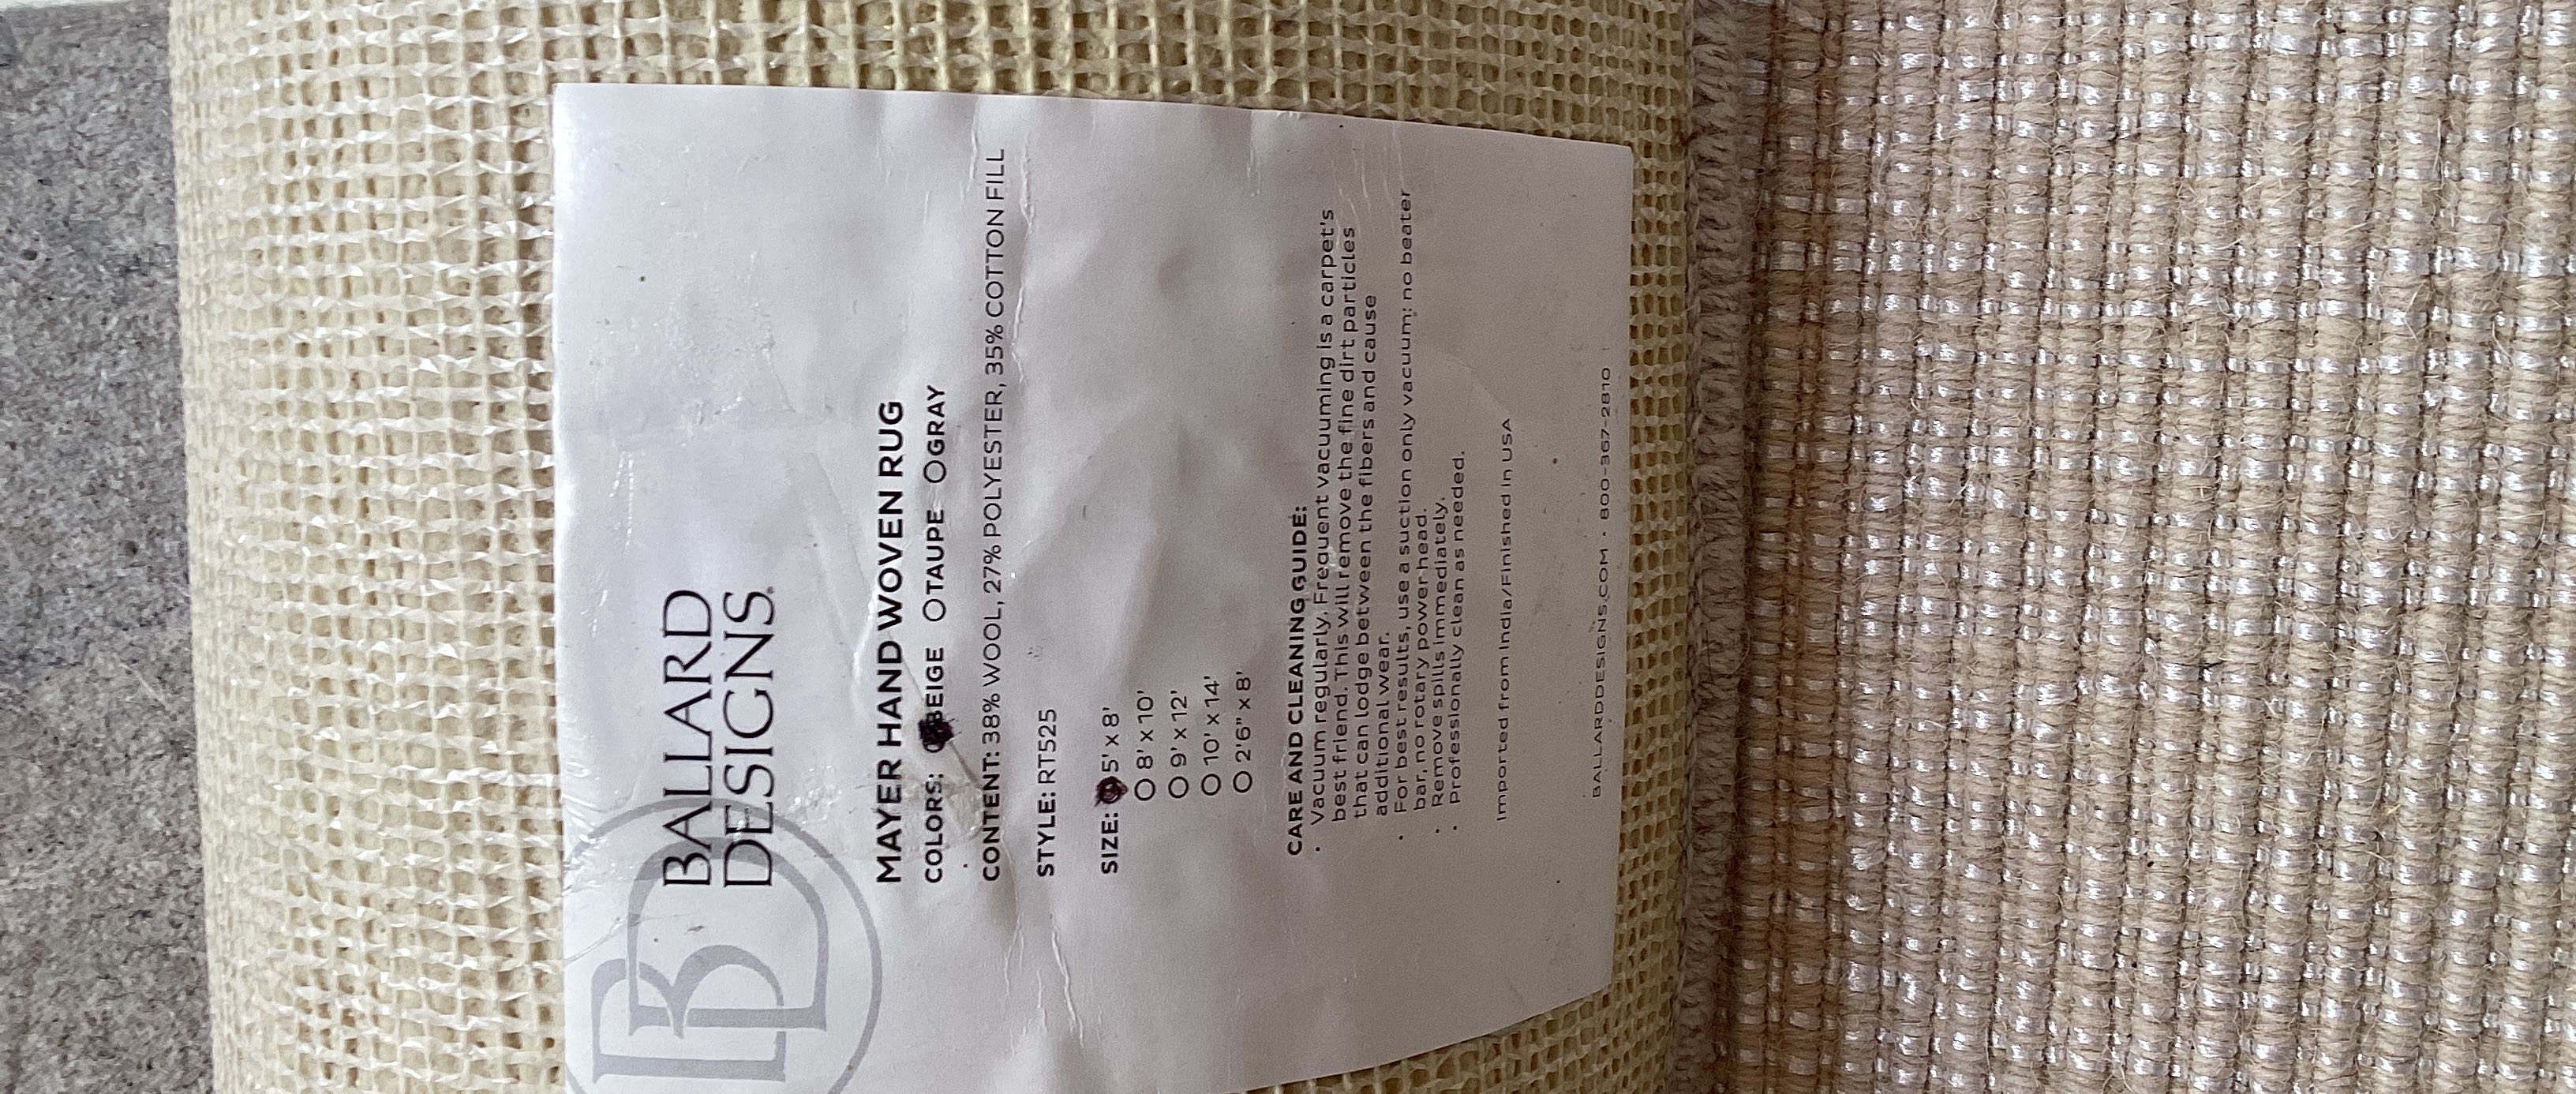 BD
BALLARD
DESIGNS
MAYER HAND WOVEN RUG
COLORS: BEIGE OTAUPE OGRAY
CONTENT: 38% WOOL, 27% POLYESTER, 35% COTTON FILL
STYLE: RT525
SIZE: 5' x 8'
O 8' x 10'
O 9' x 12'
O 10' x 14'
O 2'6" x 8'
CARE AND CLEANING GUIDE:
• Vacuum regularly. Frequent vacuuming is a carpet's
best friend. This will remove the fine dirt particles
that can lodge between the fibers and cause
additional wear.
• For best results, use a suction only vacuum; no beater
bar, no rotary power head.
• Remove spills immediately.
• Professionally clean as needed.
Imported from India/Finished in USA
BALLARDDESIGNS.COM • 800-367-2810